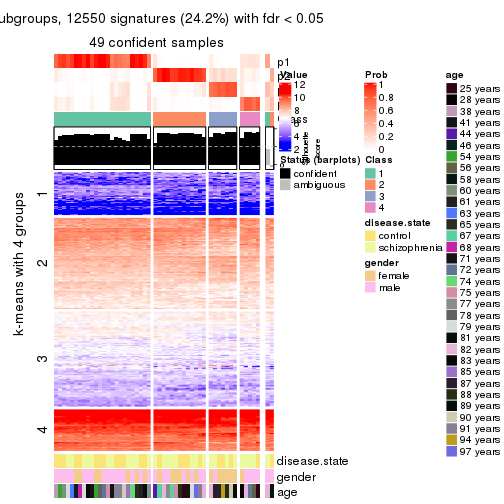 ubgroups, 12550 signatures (24.2%) with fdr < 0.05
49 confident samples
p1
p2
Value
12
10
8
6
4
2
Prob
1
0.8
0.6
0.4
0.2
0
Status (barplots)
confident
ambiguous
Class
1
2
3
4
disease.state
control
schizophrenia
gender
female
male
age
25 years
28 years
38 years
41 years
44 years
46 years
54 years
56 years
58 years
60 years
61 years
63 years
65 years
67 years
68 years
71 years
72 years
74 years
75 years
77 years
78 years
79 years
81 years
82 years
83 years
85 years
87 years
88 years
89 years
90 years
91 years
94 years
97 years
k-means with 4 groups
1
2
3
4
disease.state
gender
age